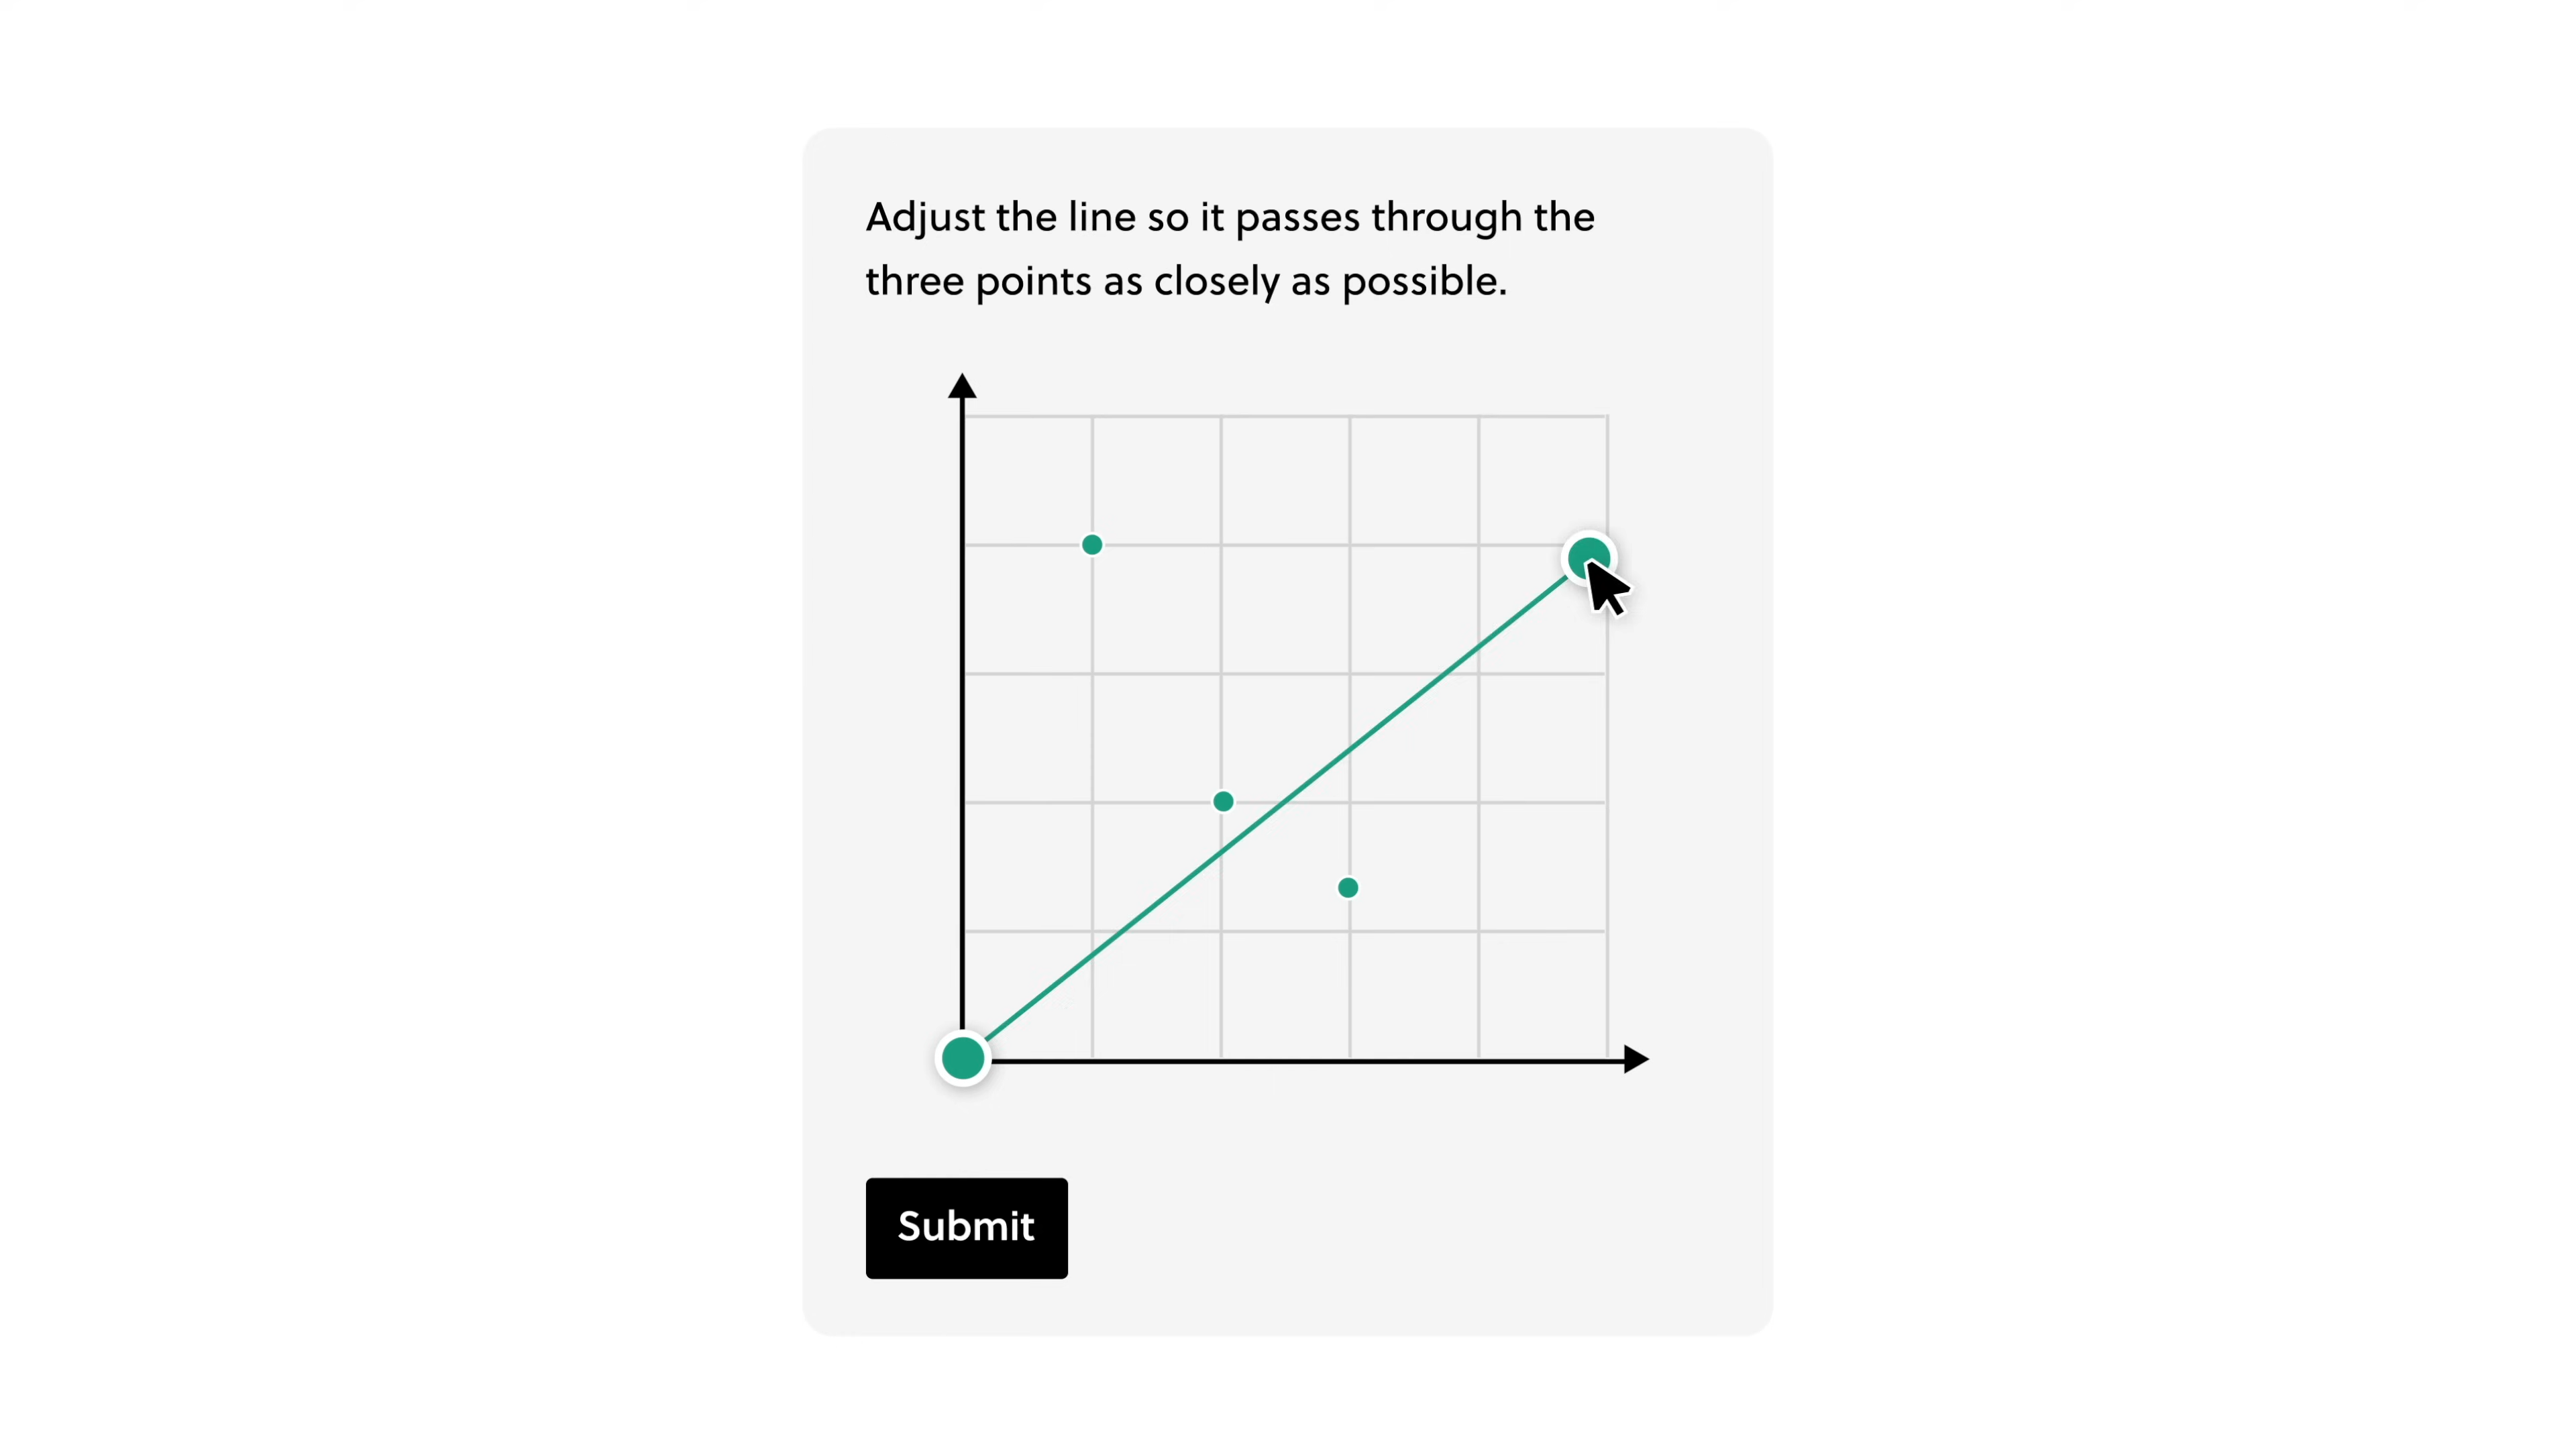 Adjust the line so it passes through the
three points as closely as possible.
Submit